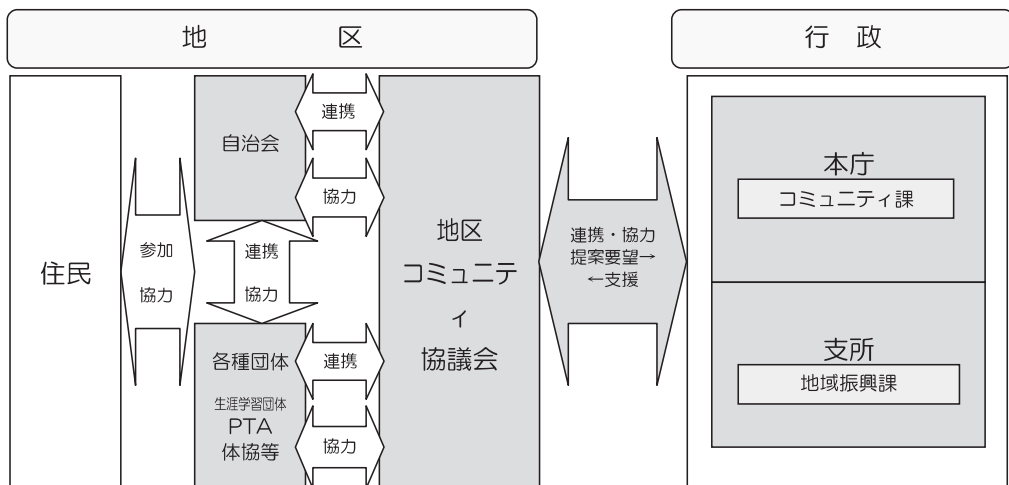 地 区
行 政
住民
参加
協力
自治会
連携
協力
連携
協力
各種団体
生涯学習団体
PTA
体協等
連携
協力
地区
コミュニテ
ィ
協議会
連携・協力
提案要望→
←支援
本庁
コミュニティ課
支所
地域振興課